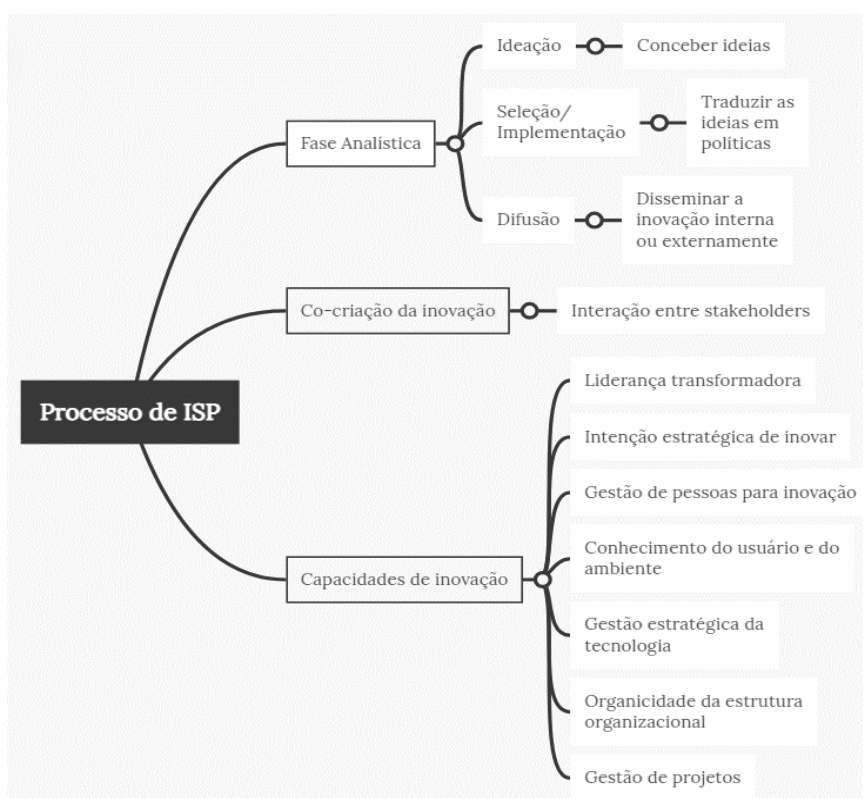 Processo de ISP
Fase Analística
Ideação
Conceber ideias
Seleção/
Implementação
Traduzir as
ideias em
políticas
Difusão
Disseminar a
inovação interna
ou externamente
Co-criação da inovação
Interação entre stakeholders
Capacidades de inovação
Liderança transformadora
Intenção estratégica de inovar
Gestão de pessoas para inovação
Conhecimento do usuário e do
ambiente
Gestão estratégica da
tecnologia
Organicidade da estrutura
organizacional
Gestão de projetos